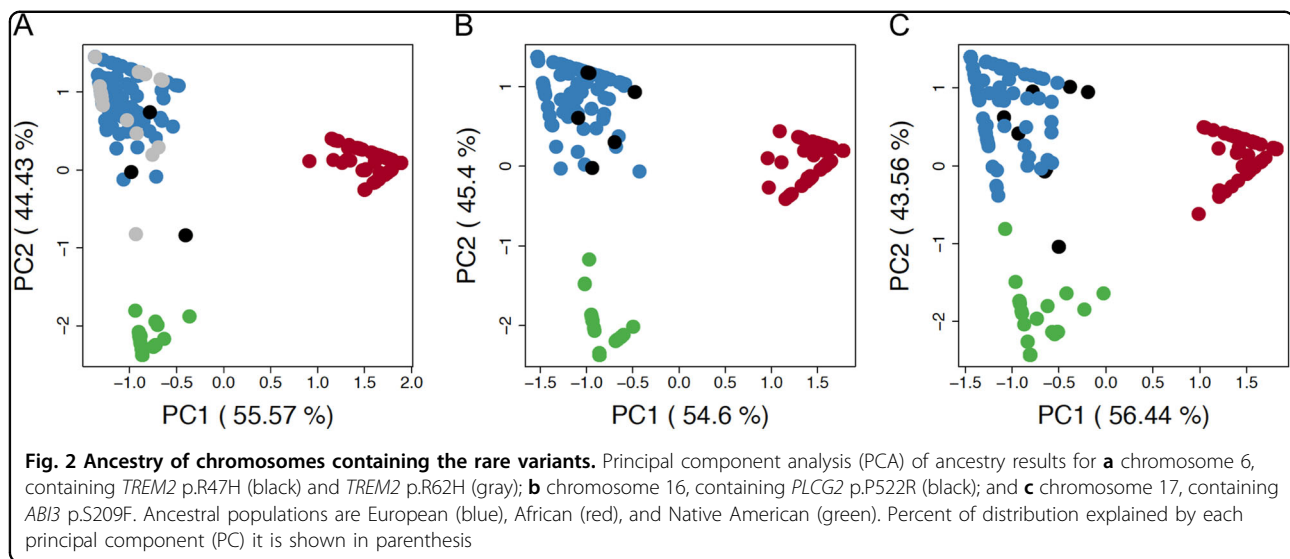 A
B
C
PC2 ( 44.43 %)
1
0
−1
−2
−1.0 −0.5 0.0 0.5 1.0 1.5 2.0
PC1 ( 55.57 %)
PC2 ( 45.4 %)
1
0
−1
−2
−1.5 −1.0 −0.5 0.0 0.5 1.0 1.5
PC1 ( 54.6 %)
PC2 ( 43.56 %)
1
0
−1
−2
−1.5 −1.0 −0.5 0.0 0.5 1.0 1.5
PC1 ( 56.44 %)
Fig. 2 Ancestry of chromosomes containing the rare variants. Principal component analysis (PCA) of ancestry results for a chromosome 6,
containing TREM2 p.R47H (black) and TREM2 p.R62H (gray); b chromosome 16, containing PLCG2 p.P522R (black); and c chromosome 17, containing
ABI3 p.S209F. Ancestral populations are European (blue), African (red), and Native American (green). Percent of distribution explained by each
principal component (PC) it is shown in parenthesis